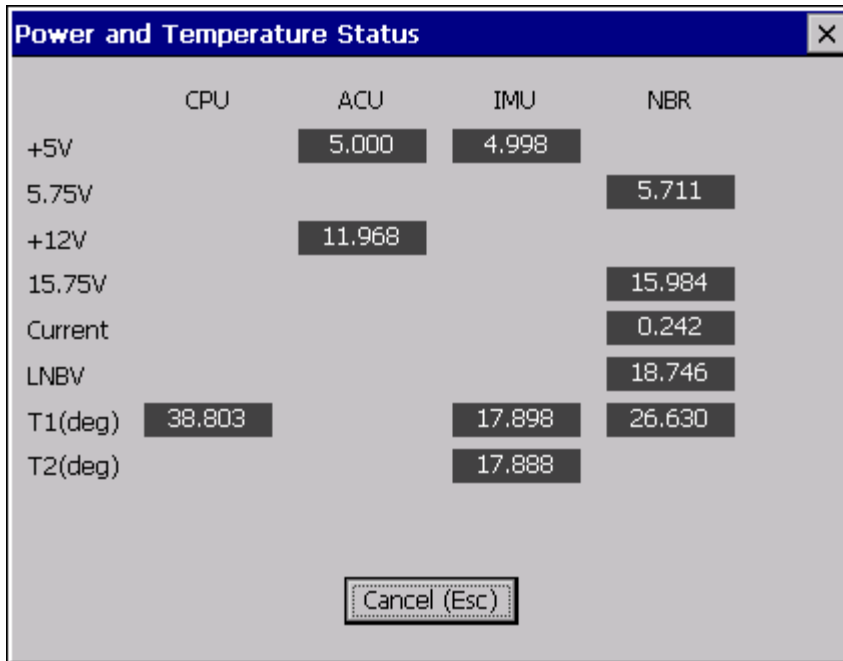 Power and Temperature Status
CPU ACU IMU NBR
+5V 5.000 4.998
5.75V 5.711
+12V 11.968
15.75V 15.984
Current 0.242
LNBV 18.746
T1(deg) 38.803 17.898 26.630
T2(deg) 17.888
Cancel (Esc)